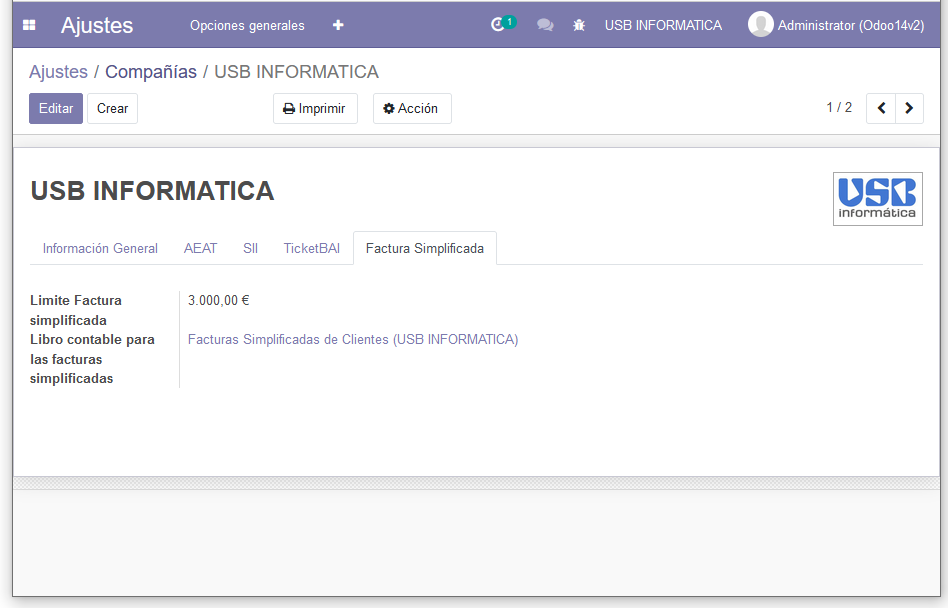 Ajustes Opciones generales 1 USB INFORMATICA Administrator (Odoo14v2)
Ajustes / Compañías / USB INFORMATICA
Editar Crear Imprimir Acción 1 / 2
USB INFORMATICA
USB
informática
Información General AEAT SII TicketBAI Factura Simplificada
Limite Factura
simplificada
3.000,00 €
Libro contable para
las facturas
simplificadas
Facturas Simplificadas de Clientes (USB INFORMATICA)